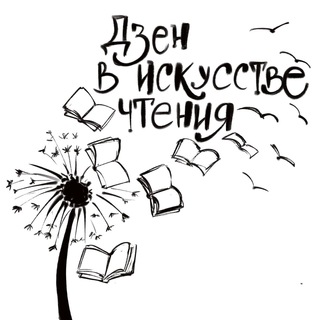 Дзен
в искусстве
чтения